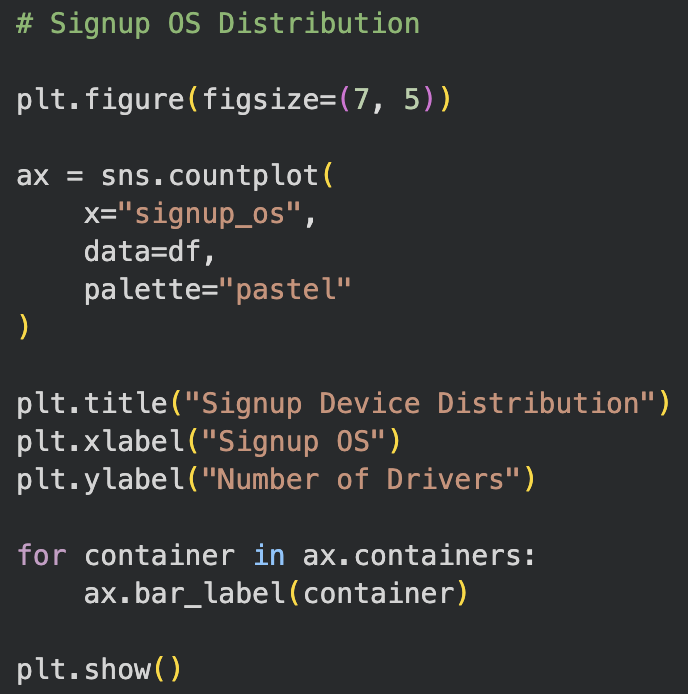 # Signup OS Distribution

plt.figure(figsize=(7, 5))

ax = sns.countplot(
    x="signup_os",
    data=df,
    palette="pastel"
)

plt.title("Signup Device Distribution")
plt.xlabel("Signup OS")
plt.ylabel("Number of Drivers")

for container in ax.containers:
    ax.bar_label(container)

plt.show()